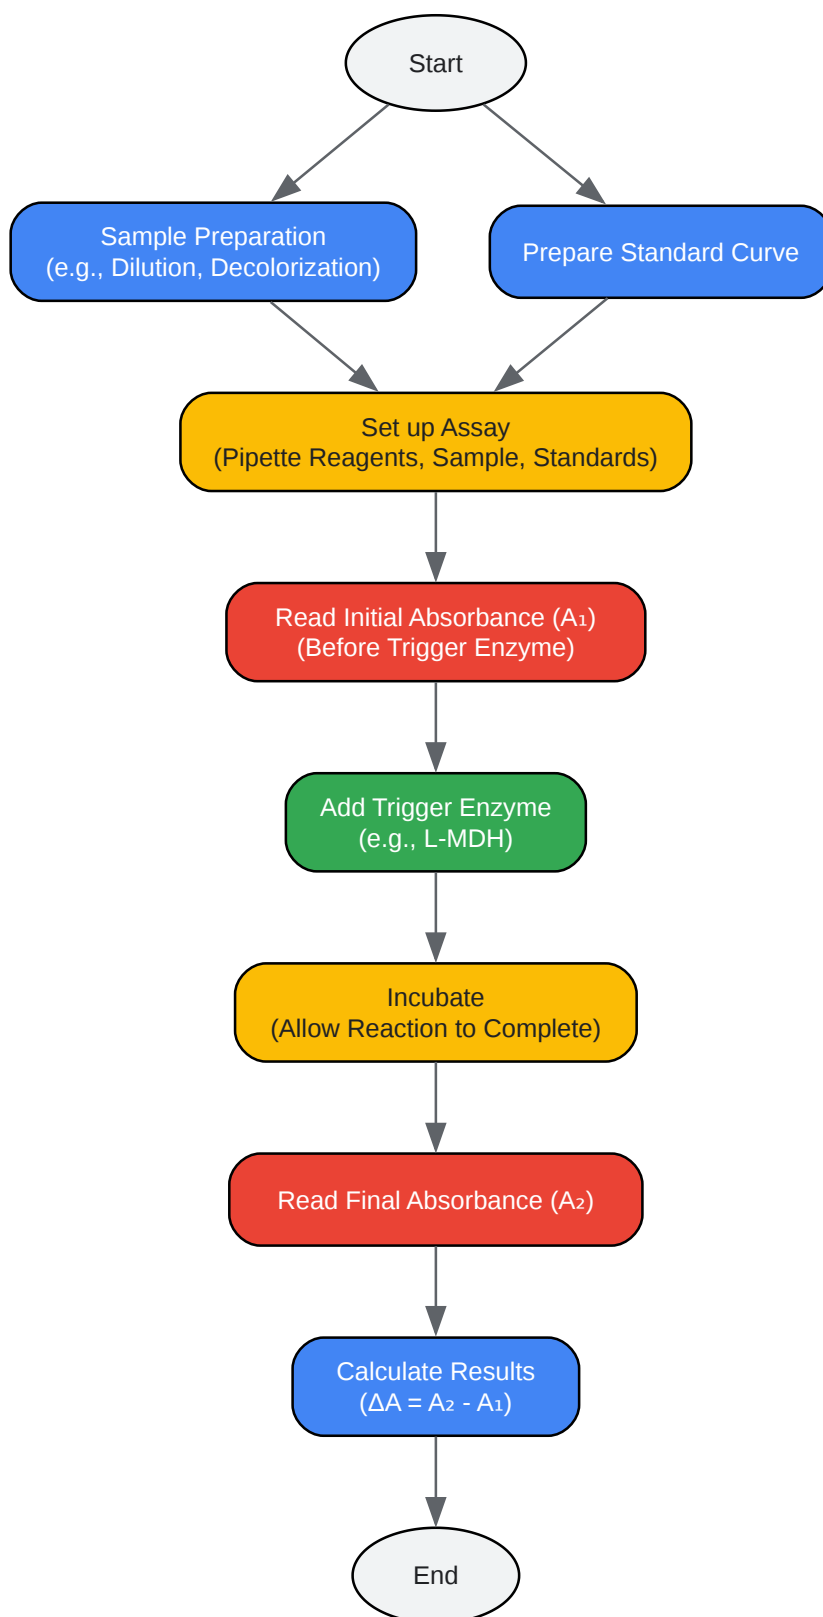 Start
Sample Preparation
(e.g., Dilution, Decolorization)
Prepare Standard Curve
Set up Assay
(Pipette Reagents, Sample, Standards)
Read Initial Absorbance (A₁)
(Before Trigger Enzyme)
Add Trigger Enzyme
(e.g., L-MDH)
Incubate
(Allow Reaction to Complete)
Read Final Absorbance (A₂)
Calculate Results
(ΔA = A₂ - A₁)
End